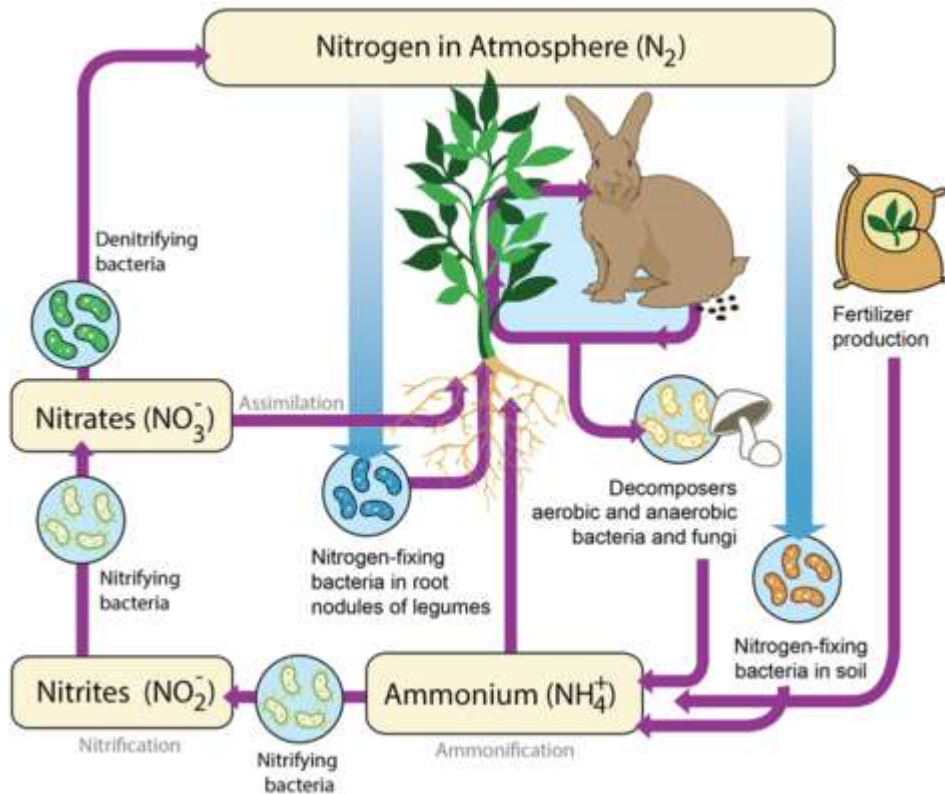 Nitrogen in Atmosphere (N₂)
Denitrifying
bacteria
Fertilizer
production
Nitrates (NO₃⁻)
Assimilation
Decomposers
aerobic and anaerobic
bacteria and fungi
Nitrogen-fixing
bacteria in root
nodules of legumes
Nitrifying
bacteria
Nitrogen-fixing
bacteria in soil
Nitrites (NO₂⁻)
Ammonium (NH₄⁺)
Nitrification
Ammonification
Nitrifying
bacteria